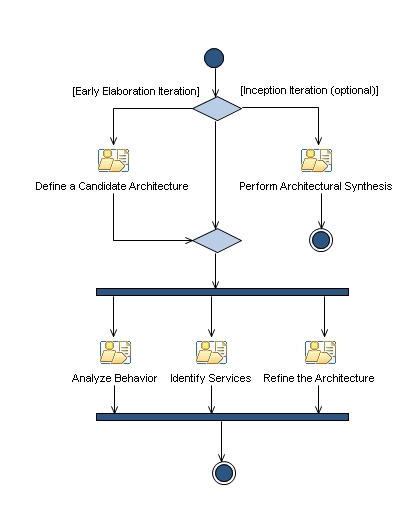 [Early Elaboration Iteration]
[Inception Iteration (optional)]
Define a Candidate Architecture
Perform Architectural Synthesis
Analyze Behavior
Identify Services
Refine the Architecture